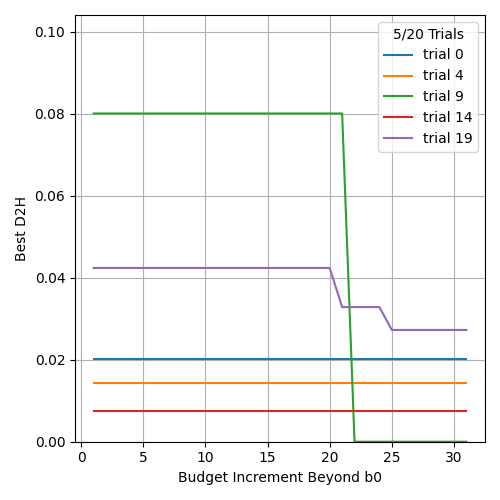 5/20 Trials
trial 0
trial 4
trial 9
trial 14
trial 19
Best D2H
0.10
0.08
0.06
0.04
0.02
0.00
0 5 10 15 20 25 30
Budget Increment Beyond b0